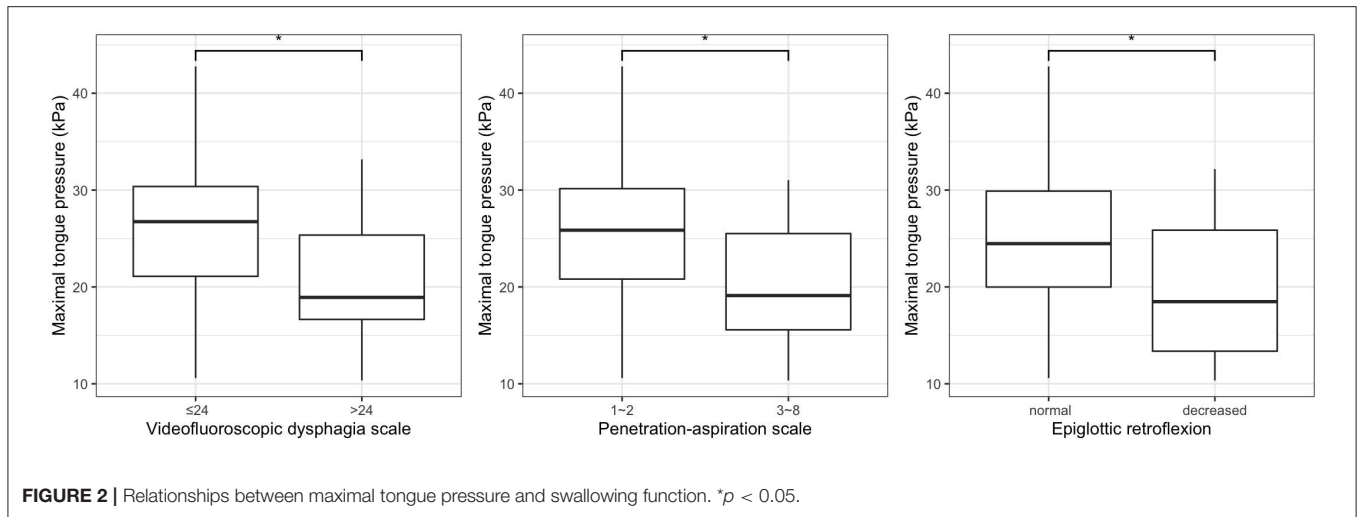 *
Maximal tongue pressure (kPa)
40
30
20
10
≤24
>24
Videofluoroscopic dysphagia scale
*
Maximal tongue pressure (kPa)
40
30
20
10
1~2
3~8
Penetration-aspiration scale
*
Maximal tongue pressure (kPa)
40
30
20
10
normal
decreased
Epiglottic retroflexion
FIGURE 2 | Relationships between maximal tongue pressure and swallowing function. *p < 0.05.